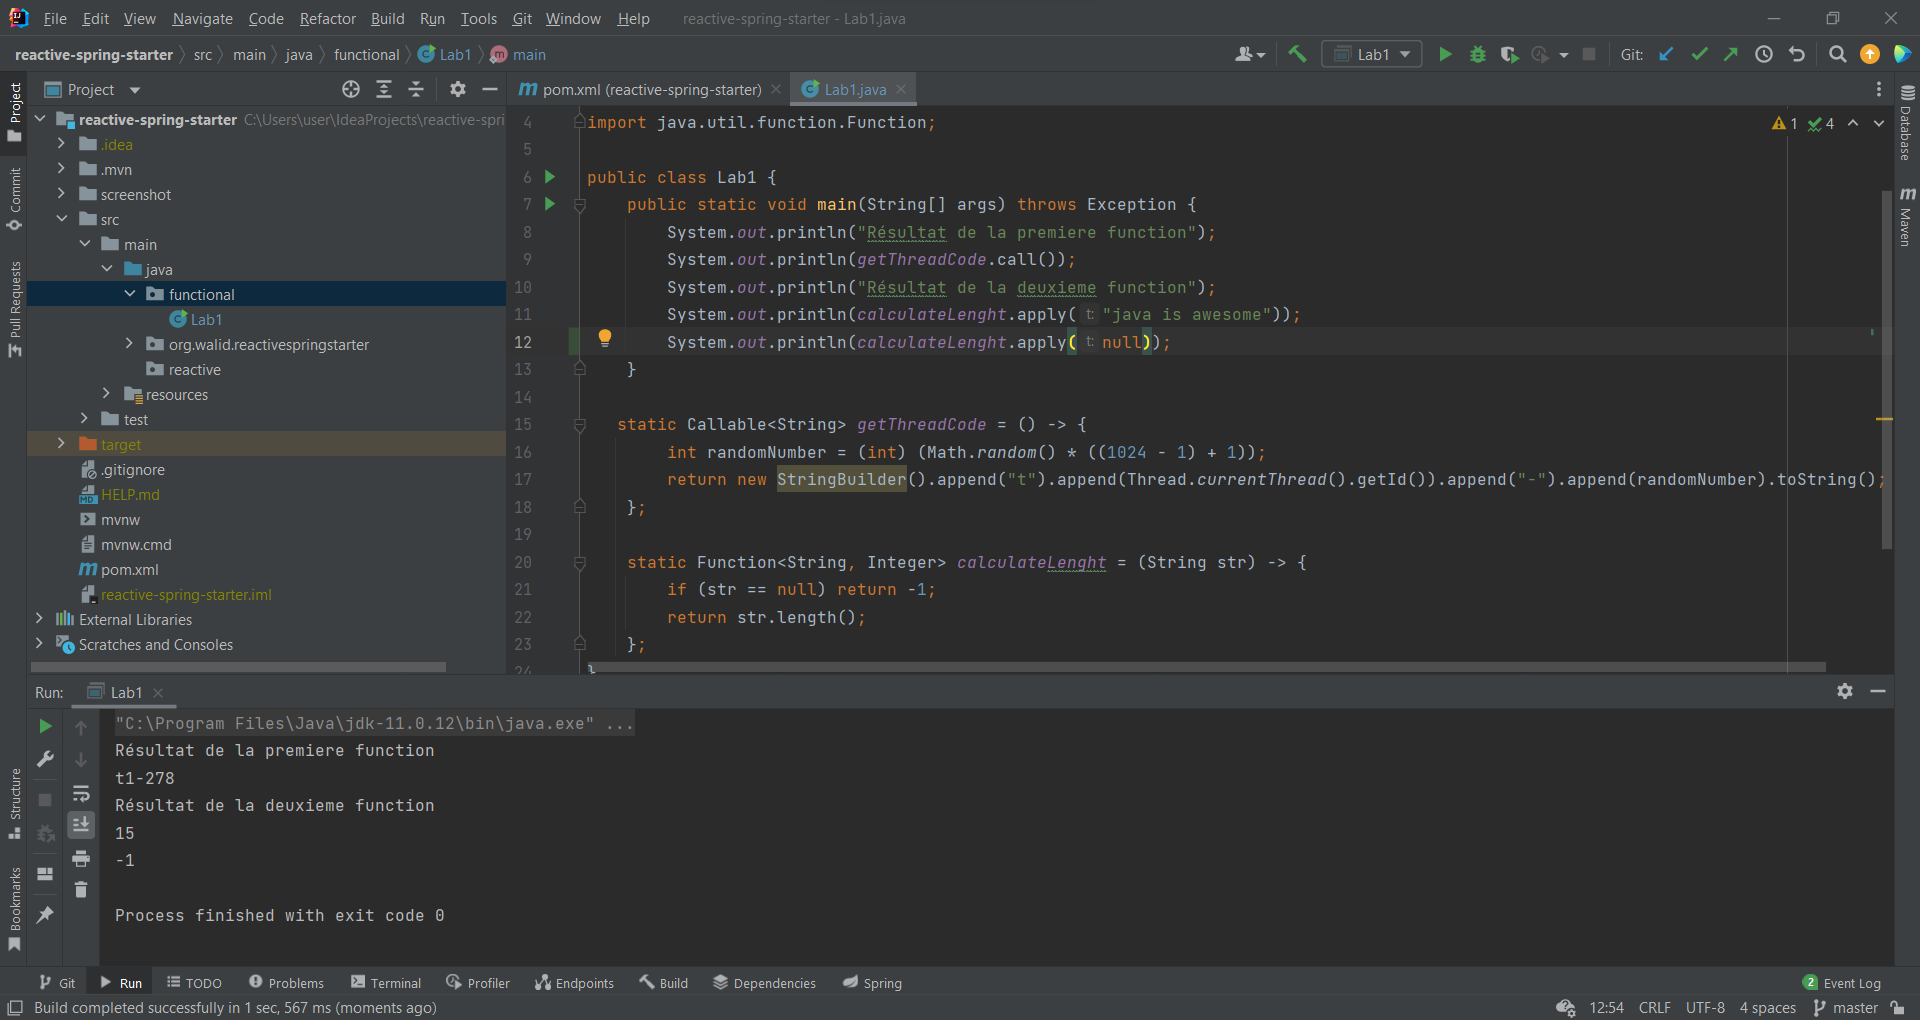 File Edit View Navigate Code Refactor Build Run Tools Git Window Help reactive-spring-starter - Lab1.java
reactive-spring-starter src main java functional Lab1 main Lab1 Git:
Project
pom.xml (reactive-spring-starter) Lab1.java
reactive-spring-starter C:\Users\user\IdeaProjects\reactive-spri
.idea
.mvn
screenshot
src
main
java
functional
Lab1
org.walid.reactivespringstarter
reactive
resources
test
target
.gitignore
HELP.md
mvnw
mvnw.cmd
pom.xml
reactive-spring-starter.iml
External Libraries
Scratches and Consoles
Project
Commit
Pull Requests
Structure
Bookmarks
4 import java.util.function.Function;
5
6 public class Lab1 {
7 public static void main(String[] args) throws Exception {
8 System.out.println("Résultat de la premiere function");
9 System.out.println(getThreadCode.call());
10 System.out.println("Résultat de la deuxieme function");
11 System.out.println(calculateLenght.apply( t: "java is awesome"));
12 System.out.println(calculateLenght.apply( t: null));
13 }
14
15 static Callable<String> getThreadCode = () -> {
16 int randomNumber = (int) (Math.random() * ((1024 - 1) + 1));
17 return new StringBuilder().append("t").append(Thread.currentThread().getId()).append("-").append(randomNumber).toString();
18 };
19
20 static Function<String, Integer> calculateLenght = (String str) -> {
21 if (str == null) return -1;
22 return str.length();
23 };
24 }
1 4
Database
Maven
Run: Lab1
"C:\Program Files\Java\jdk-11.0.12\bin\java.exe" ...
Résultat de la premiere function
t1-278
Résultat de la deuxieme function
15
-1
Process finished with exit code 0
Git Run TODO Problems Terminal Profiler Endpoints Build Dependencies Spring 2 Event Log
Build completed successfully in 1 sec, 567 ms (moments ago) 12:54 CRLF UTF-8 4 spaces master